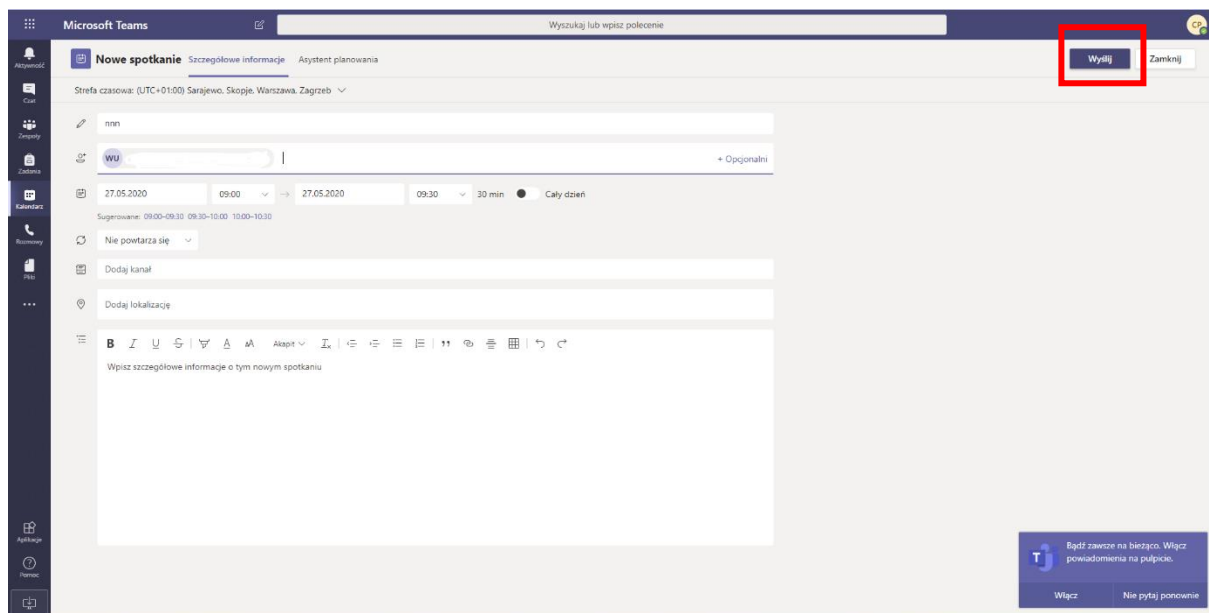 Microsoft Teams
Wyszukaj lub wpisz polecenie
CP
Aktywność
Czat
Zespoły
Zadania
Kalendarz
Rozmowy
Pliki
Aplikacje
Pomoc
Nowe spotkanie Szczegółowe informacje Asystent planowania
Wyślij Zamknij
Strefa czasowa: (UTC+01:00) Sarajewo, Skopje, Warszawa, Zagrzeb
nnn
WU + Opcjonalni
27.05.2020 09:00 → 27.05.2020 09:30 30 min Cały dzień
Sugerowane: 09:00–09:30 09:30–10:00 10:00–10:30
Nie powtarza się
Dodaj kanał
Dodaj lokalizację
B I U S A AA Akapit
Wpisz szczegółowe informacje o tym nowym spotkaniu
Bądź zawsze na bieżąco. Włącz
powiadomienia na pulpicie.
Włącz Nie pytaj ponownie